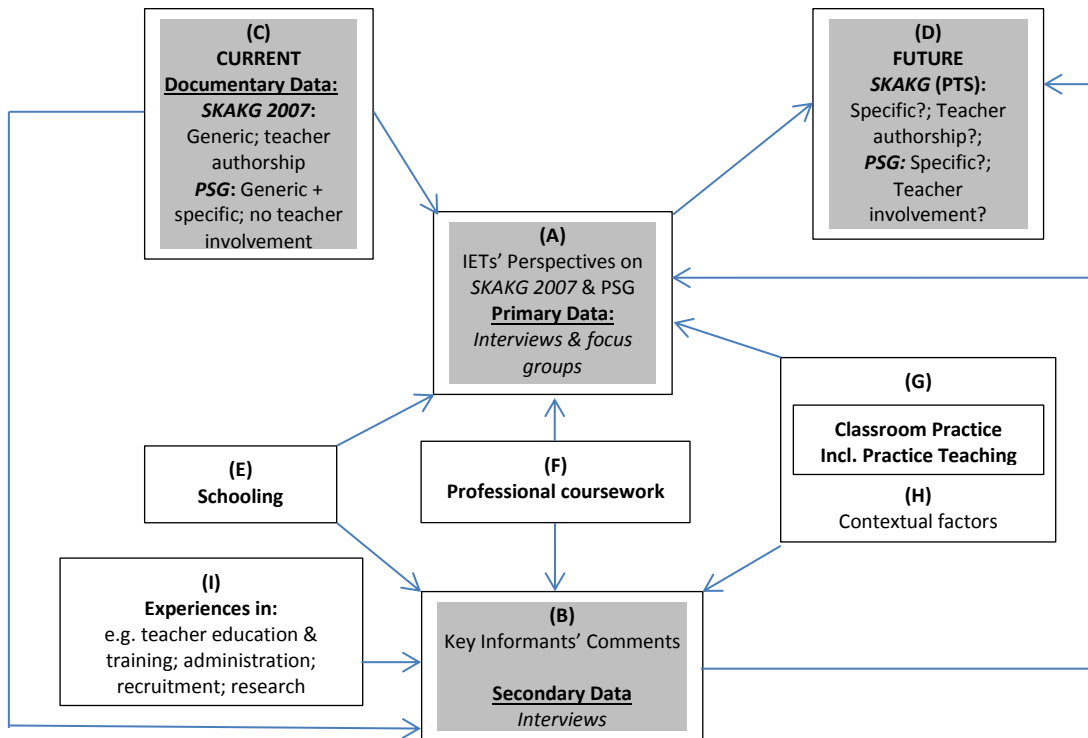 (C)
CURRENT
Documentary Data:
SKAKG 2007:
Generic; teacher
authorship
PSG: Generic +
specific; no teacher
involvement
(D)
FUTURE
SKAKG (PTS):
Specific?; Teacher
authorship?;
PSG: Specific?;
Teacher
involvement?
(A)
IETs’ Perspectives on
SKAKG 2007 & PSG
Primary Data:
Interviews & focus
groups
(E)
Schooling
(F)
Professional coursework
(G)
Classroom Practice
Incl. Practice Teaching
(H)
Contextual factors
(I)
Experiences in:
e.g. teacher education &
training; administration;
recruitment; research
(B)
Key Informants’ Comments
Secondary Data
Interviews